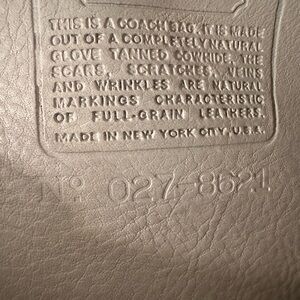 THIS IS A COACH BAG. IT IS MADE
OUT OF A COMPLETELY NATURAL
GLOVE TANNED COWHIDE. THE
SCARS, SCRATCHES, VEINS
AND WRINKLES ARE NATURAL
MARKINGS CHARACTERISTIC
OF FULL-GRAIN LEATHERS.
MADE IN NEW YORK CITY, U.S.A.
Nº 027-8621